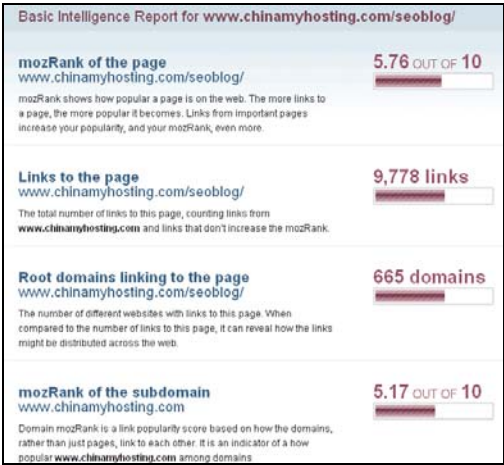 Basic Intelligence Report for www.chinamyhosting.com/seoblog/
mozRank of the page
www.chinamyhosting.com/seoblog/
5.76 OUT OF 10
mozRank shows how popular a page is on the web. The more links to
a page, the more popular it becomes. Links from important pages
increase your popularity, and your mozRank, even more.
Links to the page
www.chinamyhosting.com/seoblog/
9,778 links
The total number of links to this page, counting links from
www.chinamyhosting.com and links that don't increase the mozRank.
Root domains linking to the page
www.chinamyhosting.com/seoblog/
665 domains
The number of different websites with links to this page. When
compared to the number of links to this page, it can reveal how the links
might be distributed across the web.
mozRank of the subdomain
www.chinamyhosting.com
5.17 OUT OF 10
Domain mozRank is a link popularity score based on how the domains,
rather than just pages, link to each other. It is an indicator of a how
popular www.chinamyhosting.com among domains